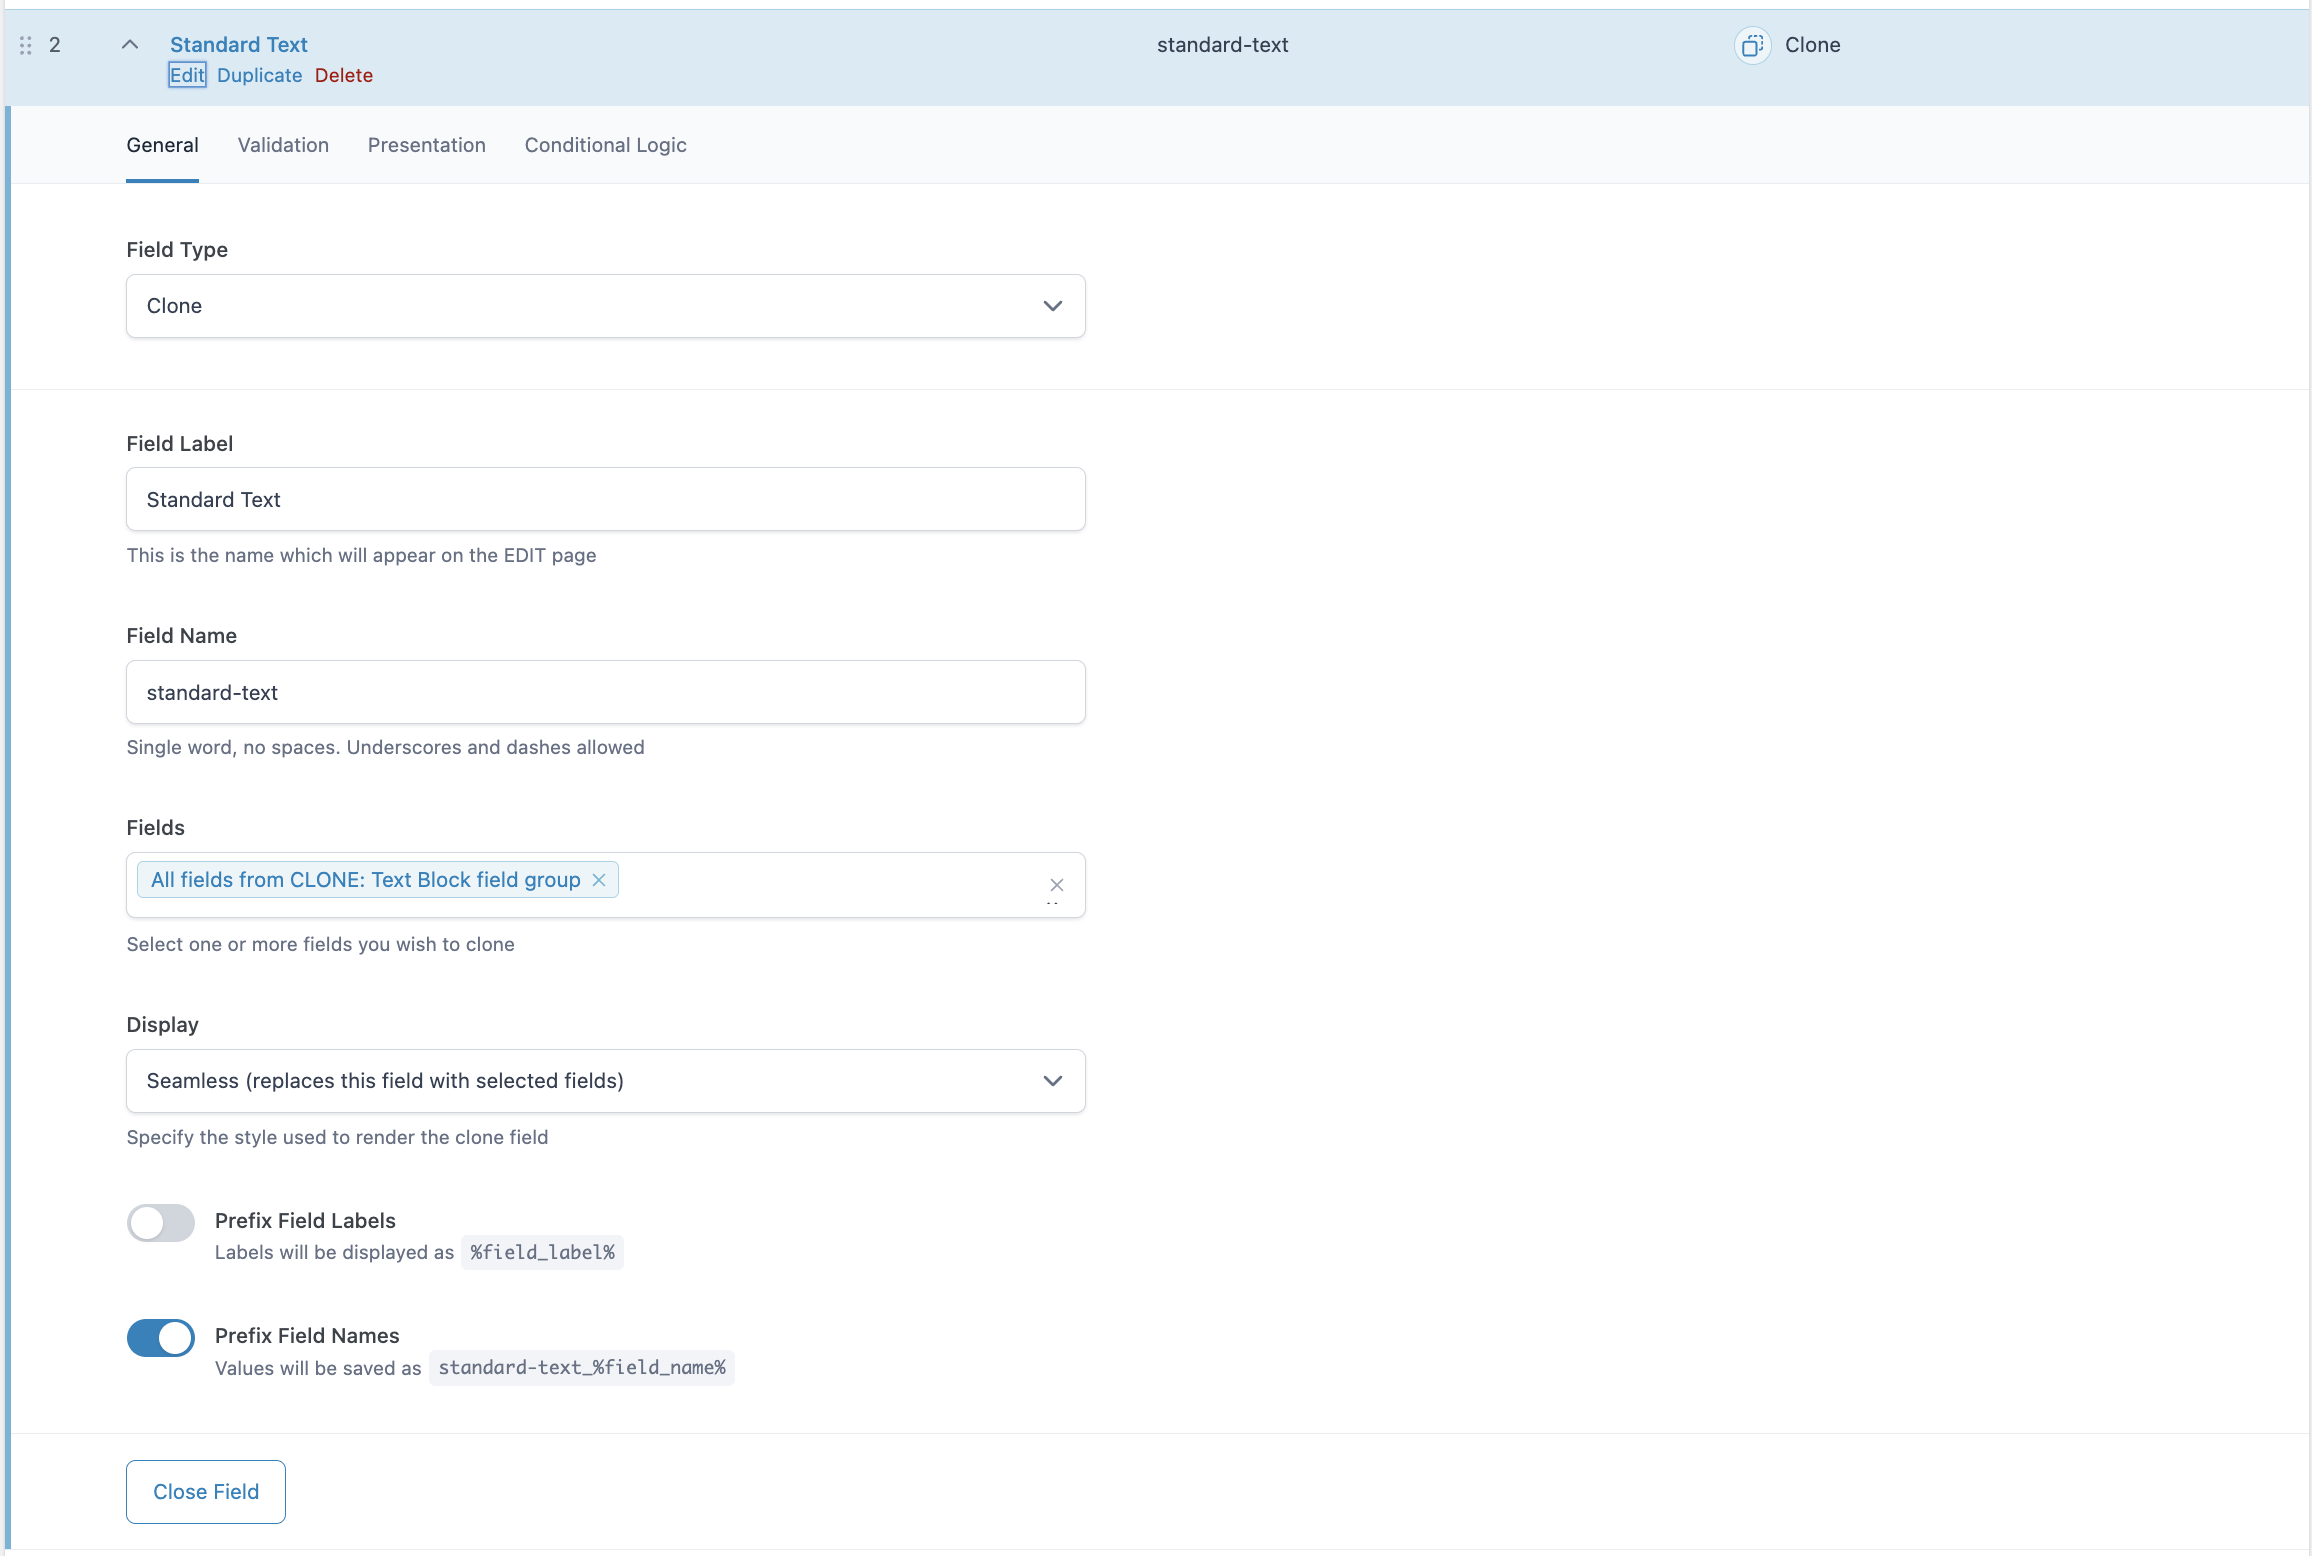 2
Standard Text
standard-text
Clone
Edit Duplicate Delete
General Validation Presentation Conditional Logic
Field Type
Clone
Field Label
Standard Text
This is the name which will appear on the EDIT page
Field Name
standard-text
Single word, no spaces. Underscores and dashes allowed
Fields
All fields from CLONE: Text Block field group ×
Select one or more fields you wish to clone
Display
Seamless (replaces this field with selected fields)
Specify the style used to render the clone field
Prefix Field Labels
Labels will be displayed as %field_label%
Prefix Field Names
Values will be saved as standard-text_%field_name%
Close Field